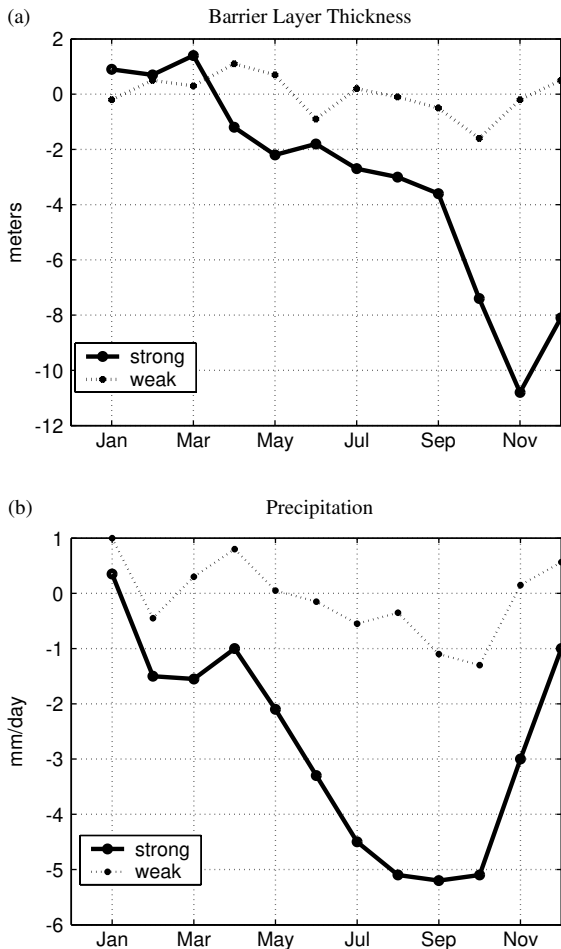 (a)
Barrier Layer Thickness
2
0
-2
-4
-6
-8
-10
-12
meters
strong
weak
Jan Mar May Jul Sep Nov
(b)
Precipitation
1
0
-1
-2
-3
-4
-5
-6
mm/day
strong
weak
Jan Mar May Jul Sep Nov